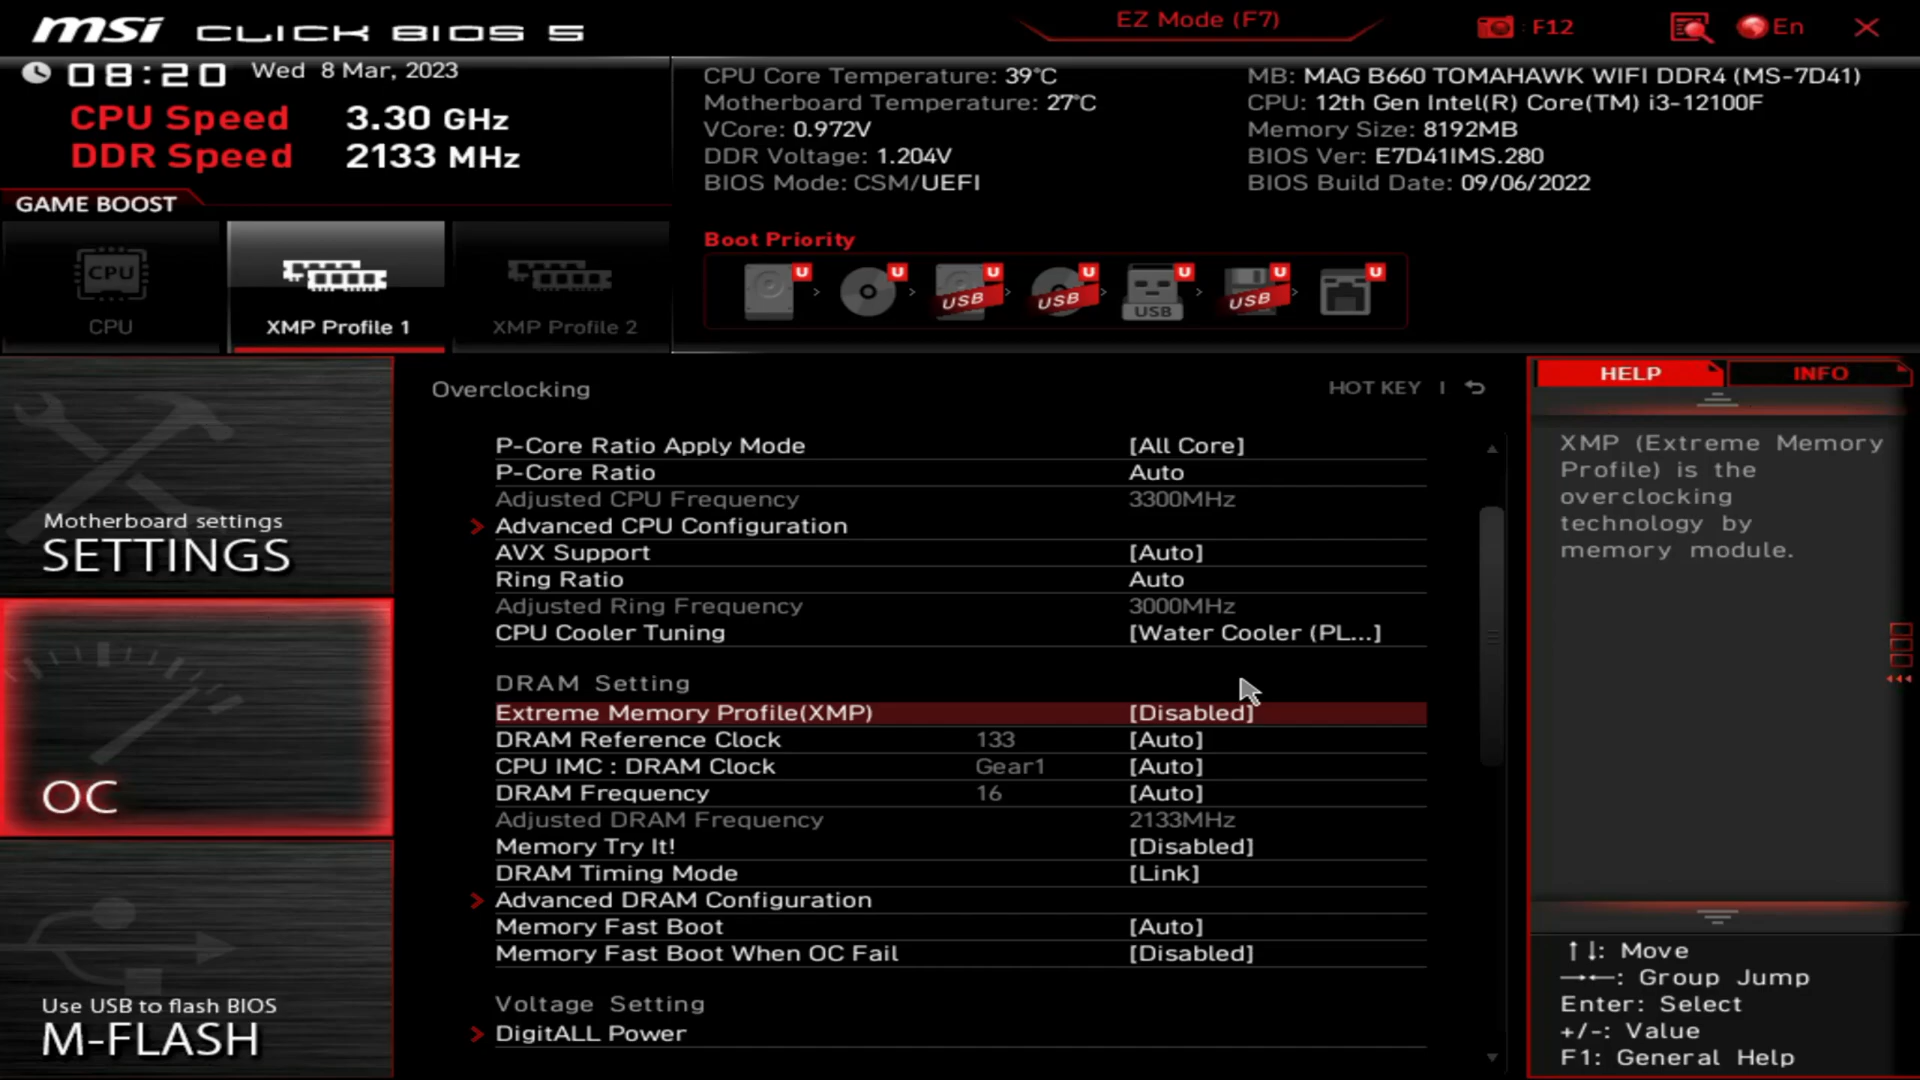 msi CLICK BIOS 5
EZ Mode (F7)
: F12
En
08:20 Wed 8 Mar, 2023
CPU Speed 3.30 GHz
DDR Speed 2133 MHz
CPU Core Temperature: 39°C
Motherboard Temperature: 27°C
VCore: 0.972V
DDR Voltage: 1.204V
BIOS Mode: CSM/UEFI
MB: MAG B660 TOMAHAWK WIFI DDR4 (MS-7D41)
CPU: 12th Gen Intel(R) Core(TM) i3-12100F
Memory Size: 8192MB
BIOS Ver: E7D41IMS.280
BIOS Build Date: 09/06/2022
GAME BOOST
CPU
CPU
XMP Profile 1
XMP Profile 2
Boot Priority
U U U U U U U
USB USB USB USB
Motherboard settings
SETTINGS
OC
Use USB to flash BIOS
M-FLASH
Overclocking
HOT KEY |
P-Core Ratio Apply Mode [All Core]
P-Core Ratio Auto
Adjusted CPU Frequency 3300MHz
> Advanced CPU Configuration
AVX Support [Auto]
Ring Ratio Auto
Adjusted Ring Frequency 3000MHz
CPU Cooler Tuning [Water Cooler (PL...]
DRAM Setting
Extreme Memory Profile(XMP) [Disabled]
DRAM Reference Clock 133 [Auto]
CPU IMC : DRAM Clock Gear1 [Auto]
DRAM Frequency 16 [Auto]
Adjusted DRAM Frequency 2133MHz
Memory Try It! [Disabled]
DRAM Timing Mode [Link]
> Advanced DRAM Configuration
Memory Fast Boot [Auto]
Memory Fast Boot When OC Fail [Disabled]
Voltage Setting
> DigitALL Power
HELP
INFO
XMP (Extreme Memory
Profile) is the
overclocking
technology by
memory module.
↑↓: Move
→←: Group Jump
Enter: Select
+/-: Value
F1: General Help